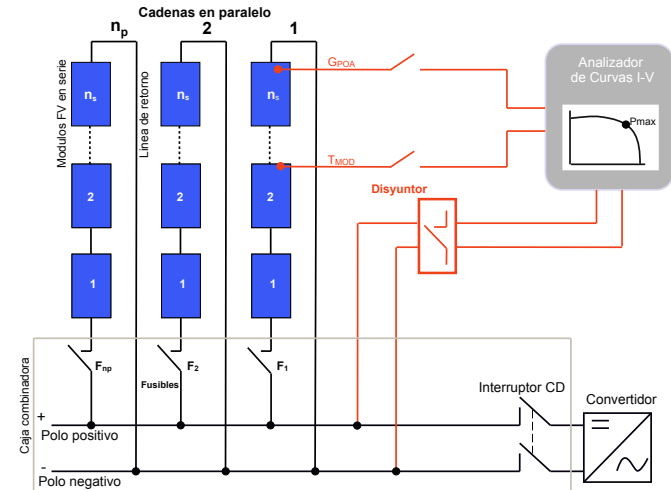 Cadenas en paralelo
np
2
1
Modulos FV en serie
Linea de retorno
ns
ns
ns
2
2
2
1
1
1
GPOA
TMOD
Analizador
de Curvas I-V
Pmax
Disyuntor
Caja combinadora
Fnp
F2
F1
Fusibles
Interruptor CD
Convertidor
+
Polo positivo
-
Polo negativo